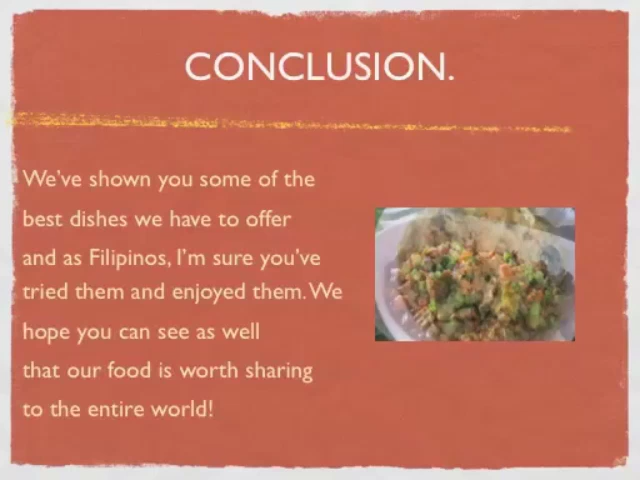 CONCLUSION.
We've shown you some of the
best dishes we have to offer
and as Filipinos, I'm sure you've
tried them and enjoyed them. We
hope you can see as well
that our food is worth sharing
to the entire world!